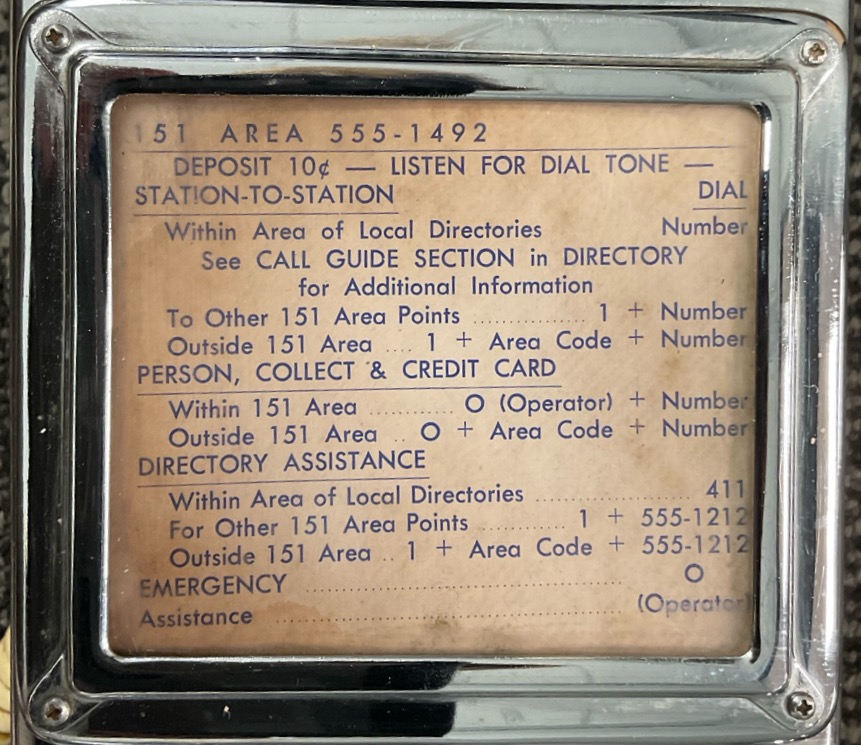 151 AREA 555-1492
DEPOSIT 10¢ — LISTEN FOR DIAL TONE —
STATION-TO-STATION DIAL
Within Area of Local Directories Number
See CALL GUIDE SECTION in DIRECTORY
for Additional Information
To Other 151 Area Points .............. 1 + Number
Outside 151 Area .... 1 + Area Code + Number
PERSON, COLLECT & CREDIT CARD
Within 151 Area ........... O (Operator) + Number
Outside 151 Area .. O + Area Code + Number
DIRECTORY ASSISTANCE
Within Area of Local Directories .................... 411
For Other 151 Area Points ........... 1 + 555-1212
Outside 151 Area .. 1 + Area Code + 555-1212
EMERGENCY ........................................ O
Assistance ............................................ (Operator)